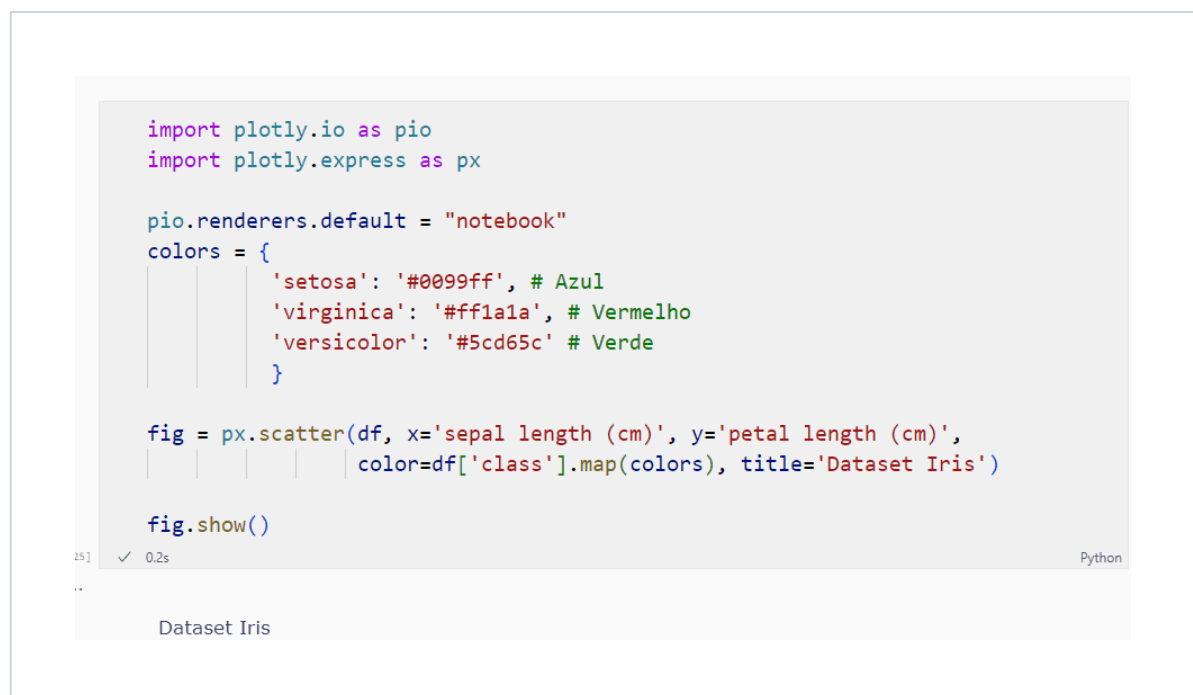 import plotly.io as pio
import plotly.express as px
pio.renderers.default = "notebook"
colors = {
'setosa': '#0099ff', # Azul
'virginica': '#ff1a1a', # Vermelho
'versicolor': '#5cd65c' # Verde
}
fig = px.scatter(df, x='sepal length (cm)', y='petal length (cm)',
color=df['class'].map(colors), title='Dataset Iris')
fig.show()
25] ✓ 0.2s Python
..
Dataset Iris